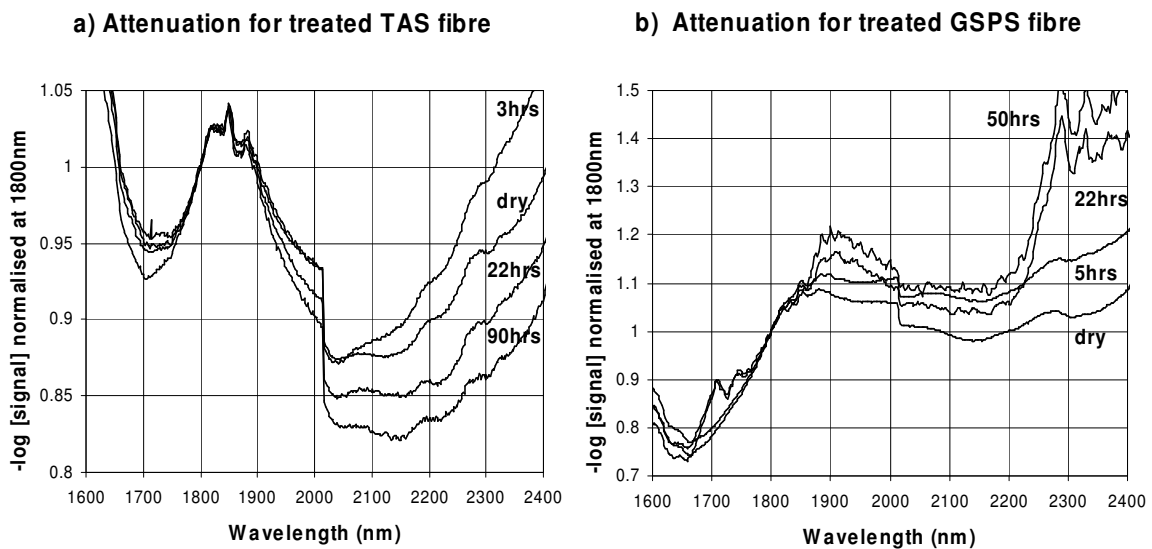 a) Attenuation for treated TAS fibre
-log [signal] normalised at 1800nm
1.05
1
0.95
0.9
0.85
0.8
3hrs
dry
22hrs
90hrs
1600 1700 1800 1900 2000 2100 2200 2300 2400
Wavelength (nm)
b) Attenuation for treated GSPS fibre
-log [signal] normalised at 1800nm
1.5
1.4
1.3
1.2
1.1
1
0.9
0.8
0.7
50hrs
22hrs
5hrs
dry
1600 1700 1800 1900 2000 2100 2200 2300 2400
Wavelength (nm)